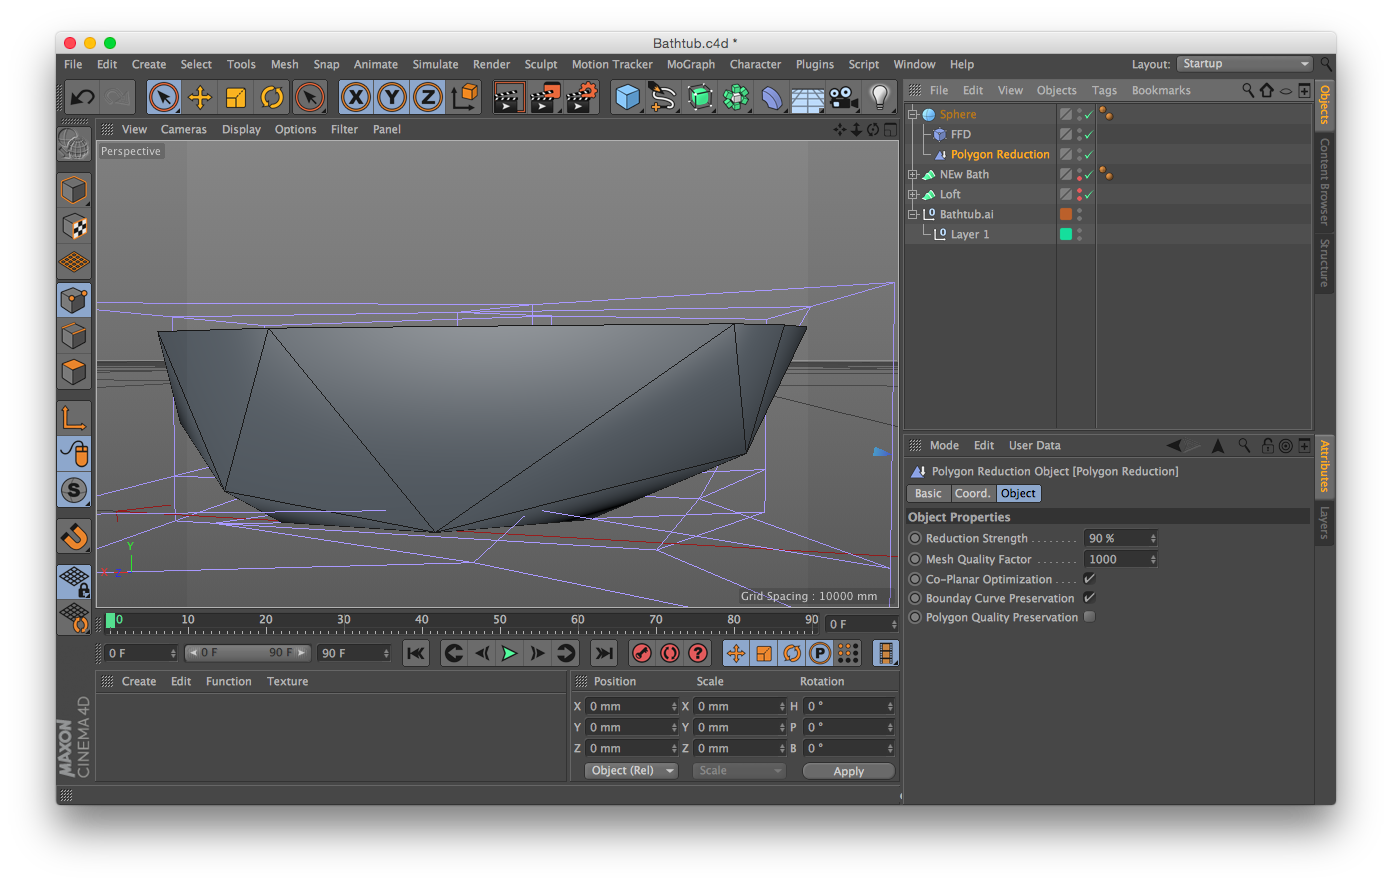 Bathtub.c4d *
File Edit Create Select Tools Mesh Snap Animate Simulate Render Sculpt Motion Tracker MoGraph Character Plugins Script Window Help Layout: Startup
X Y Z
File Edit View Objects Tags Bookmarks
View Cameras Display Options Filter Panel
Perspective
Sphere
FFD
Polygon Reduction
NEw Bath
Loft
Bathtub.ai
Layer 1
Objects
Content Browser
Structure
Mode Edit User Data
Polygon Reduction Object [Polygon Reduction]
Basic Coord. Object
Object Properties
Reduction Strength . . . . . . . . 90 %
Mesh Quality Factor . . . . . . . 1000
Co-Planar Optimization . . . .
Bounday Curve Preservation
Polygon Quality Preservation
Attributes
Layers
Y
X Z
Grid Spacing : 10000 mm
0 10 20 30 40 50 60 70 80 90 0 F
0 F 0 F 90 F 90 F
Create Edit Function Texture
Position Scale Rotation
X 0 mm X 0 mm H 0 °
Y 0 mm Y 0 mm P 0 °
Z 0 mm Z 0 mm B 0 °
Object (Rel) Scale Apply
MAXON
CINEMA 4D